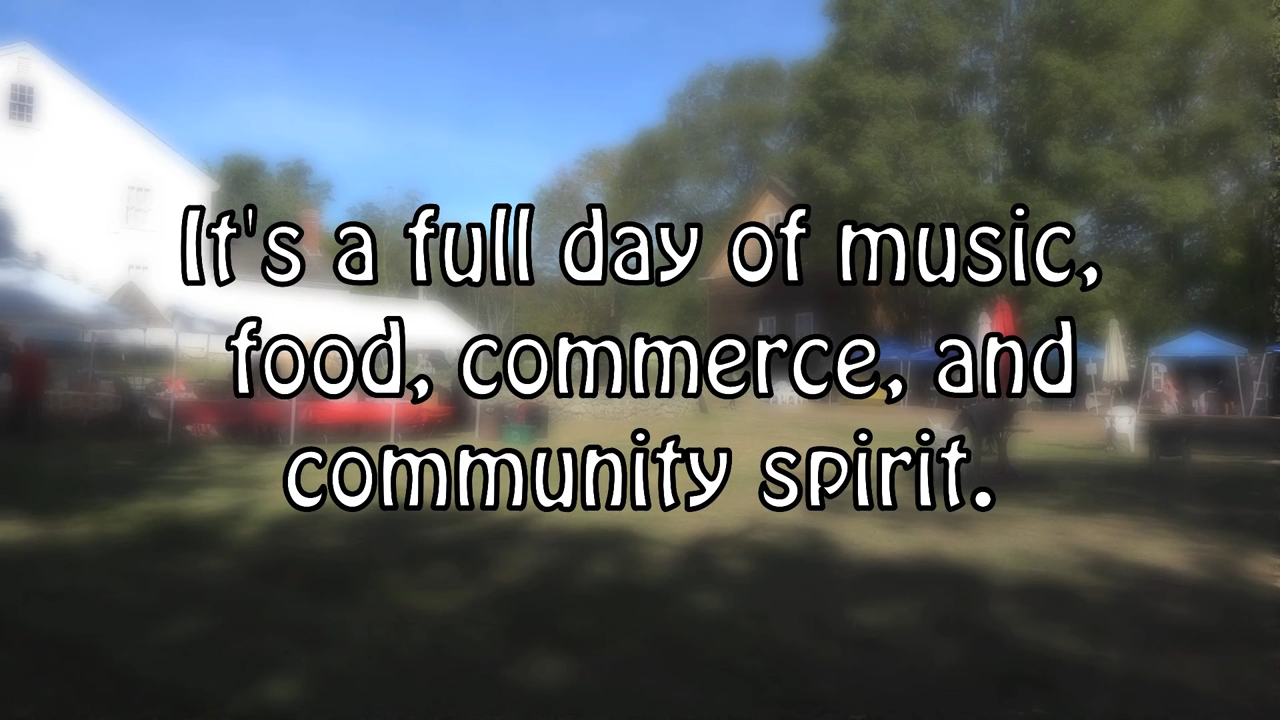 It's a full day of music,
food, commerce, and
community spirit.